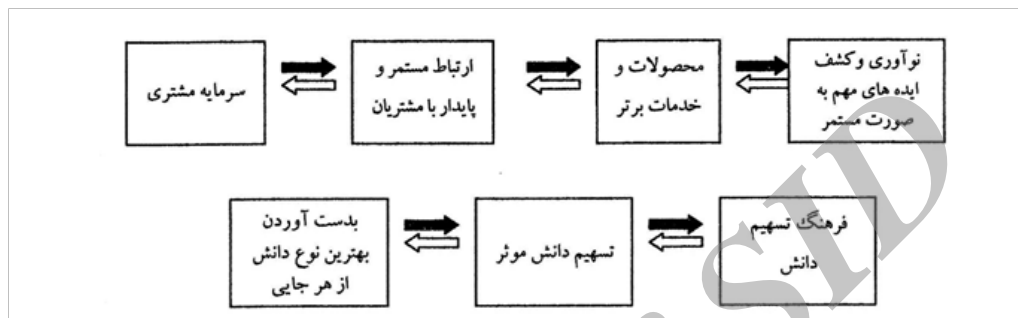 نوآوری وکشف
ایده های مهم به
صورت مستمر
محصولات و
خدمات برتر
ارتباط مستمر و
پایدار با مشتریان
سرمایه مشتری
فرهنگ تسهیم
دانش
تسهیم دانش موثر
بدست آوردن
بهترین نوع دانش
از هر جایی
SID